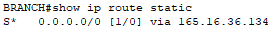 BRANCH#show ip route static
S*   0.0.0.0/0 [1/0] via 165.16.36.134